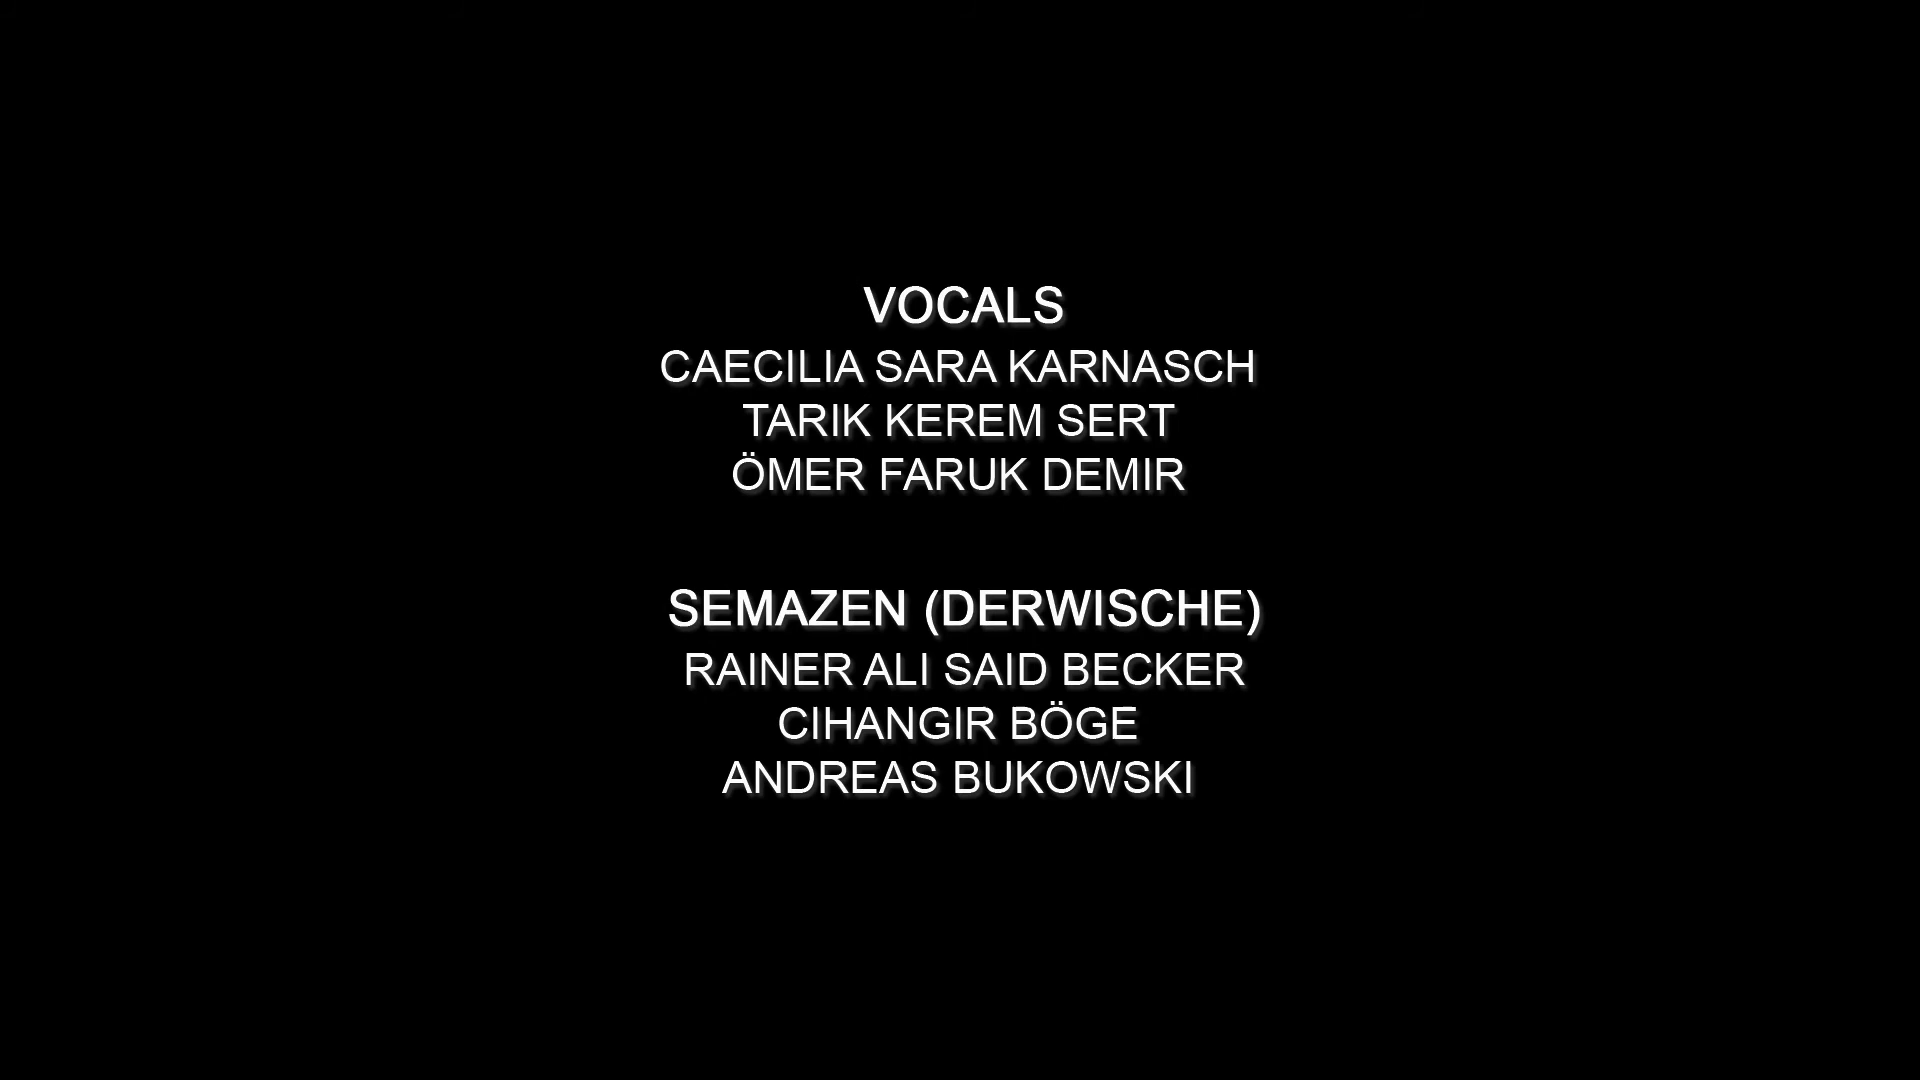 VOCALS
CAECILIA SARA KARNASCH
TARIK KEREM SERT
ÖMER FARUK DEMIR
SEMAZEN (DERWISCHE)
RAINER ALI SAID BECKER
CIHANGIR BÖGE
ANDREAS BUKOWSKI